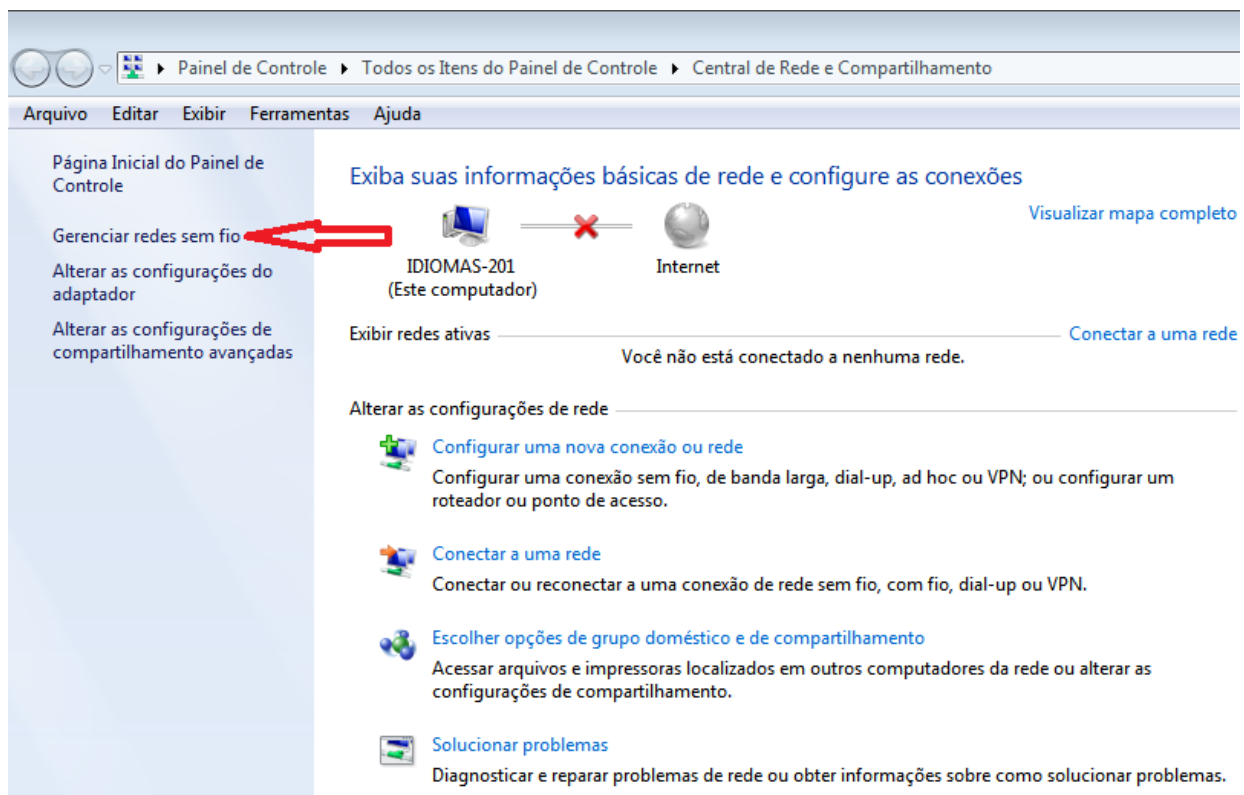 Painel de Controle Todos os Itens do Painel de Controle Central de Rede e Compartilhamento
Arquivo Editar Exibir Ferramentas Ajuda
Página Inicial do Painel de
Controle
Gerenciar redes sem fio
Alterar as configurações do
adaptador
Alterar as configurações de
compartilhamento avançadas
Exiba suas informações básicas de rede e configure as conexões
Visualizar mapa completo
IDIOMAS-201
(Este computador)
Internet
Exibir redes ativas
Conectar a uma rede
Você não está conectado a nenhuma rede.
Alterar as configurações de rede
Configurar uma nova conexão ou rede
Configurar uma conexão sem fio, de banda larga, dial-up, ad hoc ou VPN; ou configurar um
roteador ou ponto de acesso.
Conectar a uma rede
Conectar ou reconectar a uma conexão de rede sem fio, com fio, dial-up ou VPN.
Escolher opções de grupo doméstico e de compartilhamento
Acessar arquivos e impressoras localizados em outros computadores da rede ou alterar as
configurações de compartilhamento.
Solucionar problemas
Diagnosticar e reparar problemas de rede ou obter informações sobre como solucionar problemas.